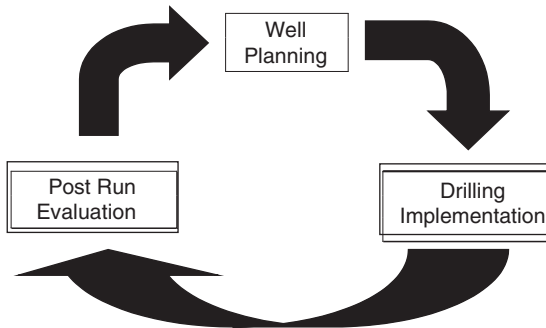 Well
Planning
Post Run
Evaluation
Drilling
Implementation